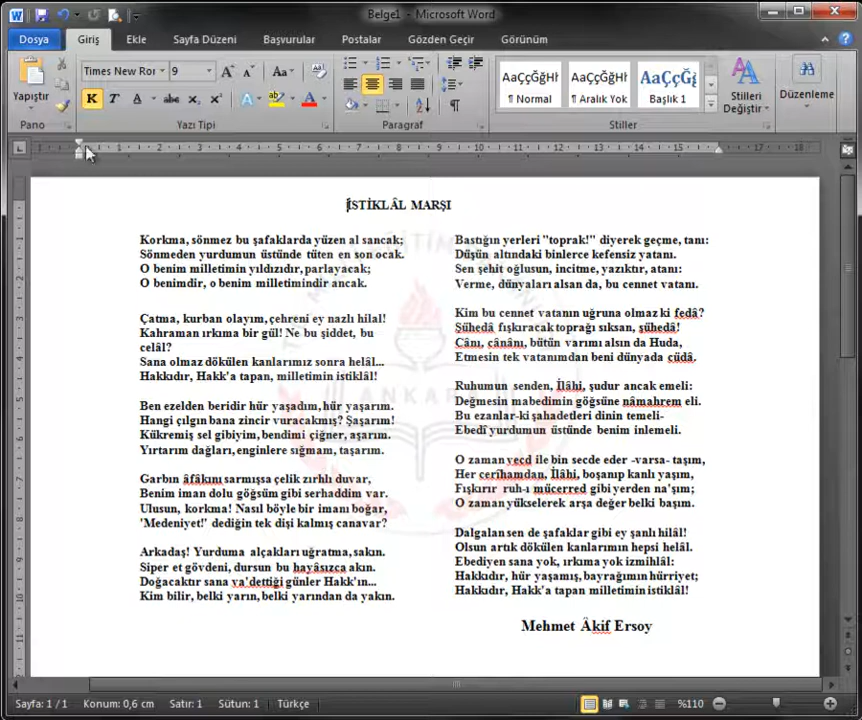 Belge1 - Microsoft Word
Dosya
Giriş
Ekle
Sayfa Düzeni
Başvurular
Postalar
Gözden Geçir
Görünüm
Times New Ror
9
Yapıştır
AaÇçĞğHł
¶ Normal
AaÇçĞğHł
¶ Aralık Yok
AaÇçĞğ
Başlık 1
Stilleri
Değiştir
Düzenleme
Pano
Yazı Tipi
Paragraf
Stiller
İSTİKLÂL MARŞI
Korkma, sönmez bu şafaklarda yüzen al sancak;
Sönmeden yurdumun üstünde tüten en son ocak.
O benim milletimin yıldızıdır, parlayacak;
O benimdir, o benim milletimindir ancak.
Çatma, kurban olayım, çehreni ey nazlı hilal!
Kahraman ırkıma bir gül! Ne bu şiddet, bu
celâl?
Sana olmaz dökülen kanlarımız sonra helâl...
Hakkıdır, Hakk'a tapan, milletimin istiklâl!
Ben ezelden beridir hür yaşadım, hür yaşarım.
Hangi çılgın bana zincir vuracakmış? Şaşarım!
Kükremiş sel gibiyim, bendimi çiğner, aşarım.
Yırtarım dağları, enginlere sığmam, taşarım.
Garbın âfâkını sarmışsa çelik zırhlı duvar,
Benim iman dolu göğsüm gibi serhaddim var.
Ulusun, korkma! Nasıl böyle bir imanı boğar,
'Medeniyet!' dediğin tek dişi kalmış canavar?
Arkadaş! Yurduma alçakları uğratma, sakın.
Siper et gövdeni, dursun bu hayâsızca akın.
Doğacaktır sana va'dettiği günler Hakk'ın...
Kim bilir, belki yarın, belki yarından da yakın.
Bastığın yerleri "toprak!" diyerek geçme, tanı:
Düşün altındaki binlerce kefensiz yatanı.
Sen şehit oğlusun, incitme, yazıktır, atanı:
Verme, dünyaları alsan da, bu cennet vatanı.
Kim bu cennet vatanın uğruna olmaz ki fedâ?
Şühedâ fışkıracak toprağı sıksan, şühedâ!
Cânı, cânânı, bütün varımı alsın da Huda,
Etmesin tek vatanımdan beni dünyada cüdâ.
Ruhumun senden, İlâhi, şudur ancak emeli:
Değmesin mabedimin göğsüne nâmahrem eli.
Bu ezanlar-ki şahadetleri dinin temeli-
Ebedî yurdumun üstünde benim inlemeli.
O zaman vecd ile bin secde eder -varsa- taşım,
Her cerîhamdan, İlâhi, boşanıp kanlı yaşım,
Fışkırır ruh-ı mücerred gibi yerden na'şım;
O zaman yükselerek arşa değer belki başım.
Dalgalan sen de şafaklar gibi ey şanlı hilâl!
Olsun artık dökülen kanlarımın hepsi helâl.
Ebediyen sana yok, ırkıma yok izmihlâl:
Hakkıdır, hür yaşamış, bayrağımın hürriyet;
Hakkıdır, Hakk'a tapan milletimin istiklâl!
Mehmet Âkif Ersoy
ANKARA
Sayfa: 1 / 1
Konum: 0,6 cm
Satır: 1
Sütun: 1
Türkçe
%110